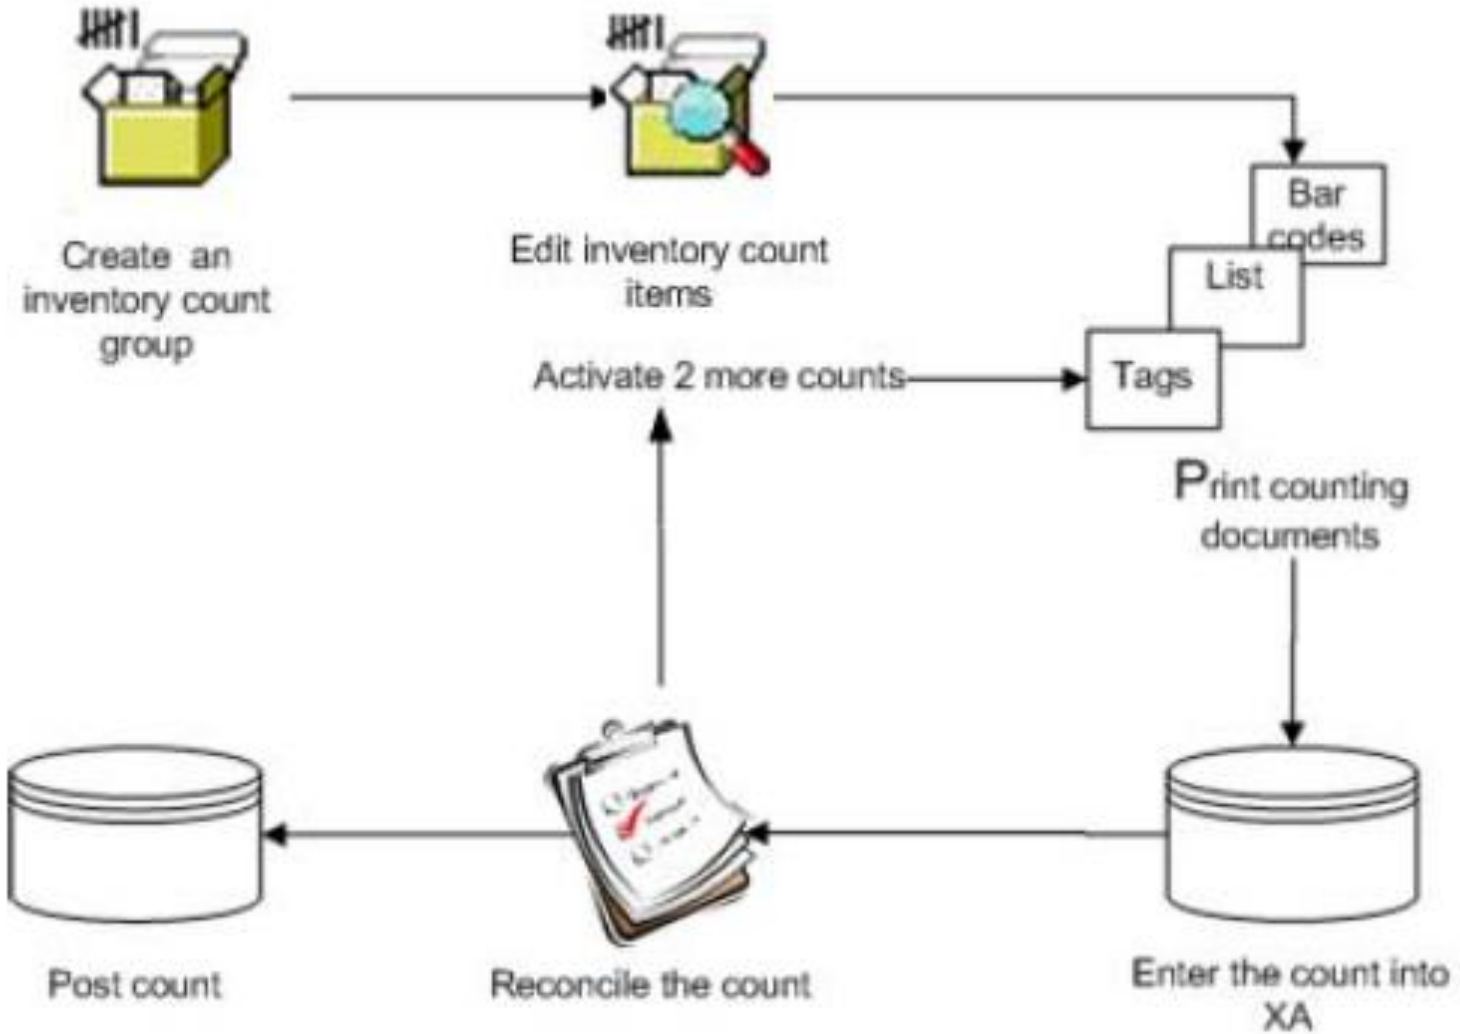 Create an
inventory count
group
Edit inventory count
items
Bar
codes
List
Tags
Activate 2 more counts
Print counting
documents
Post count
Reconcile the count
Enter the count into
XA